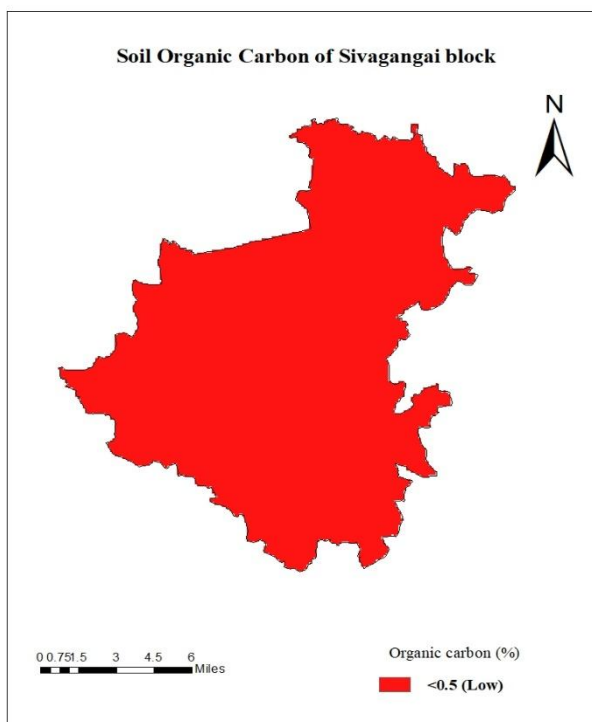 Soil Organic Carbon of Sivagangai block
N
0 0.751.5 3 4.5 6
Miles
Organic carbon (%)
<0.5 (Low)